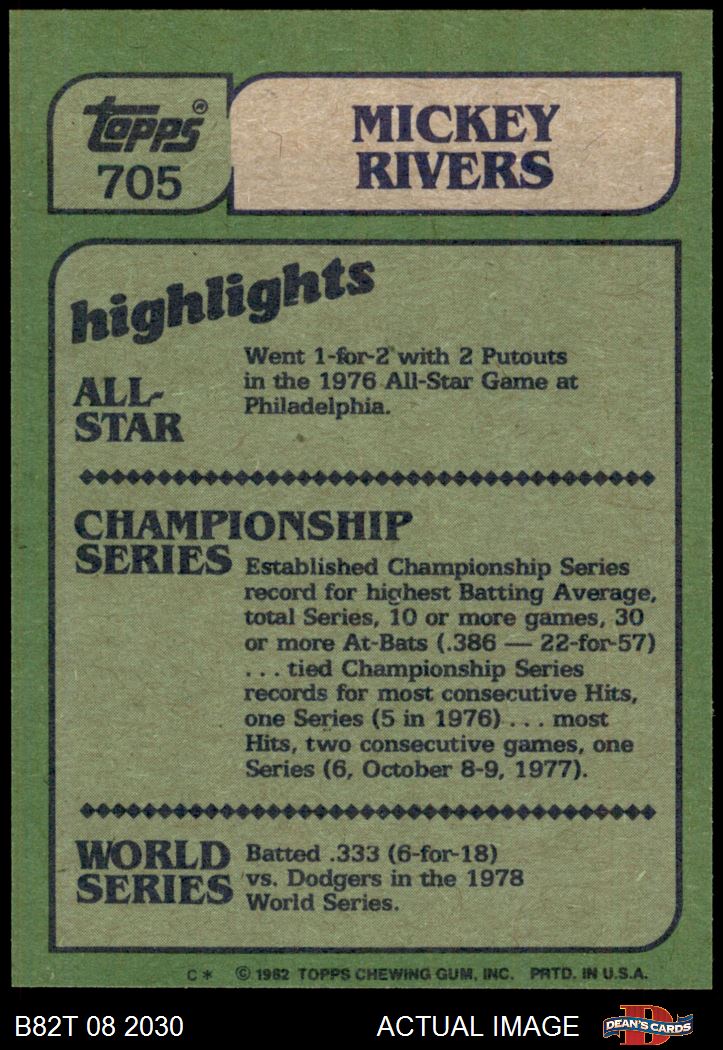 topps®
705
MICKEY
RIVERS
highlights
ALL-
STAR
Went 1-for-2 with 2 Putouts
in the 1976 All-Star Game at
Philadelphia.
CHAMPIONSHIP
SERIES
Established Championship Series
record for highest Batting Average,
total Series, 10 or more games, 30
or more At-Bats (.386 — 22-for-57)
. . . tied Championship Series
records for most consecutive Hits,
one Series (5 in 1976) . . . most
Hits, two consecutive games, one
Series (6, October 8-9, 1977).
WORLD
SERIES
Batted .333 (6-for-18)
vs. Dodgers in the 1978
World Series.
C* © 1982 TOPPS CHEWING GUM, INC. PRTD. IN U.S.A.
B82T 08 2030 ACTUAL IMAGE
D
DEAN'S CARDS